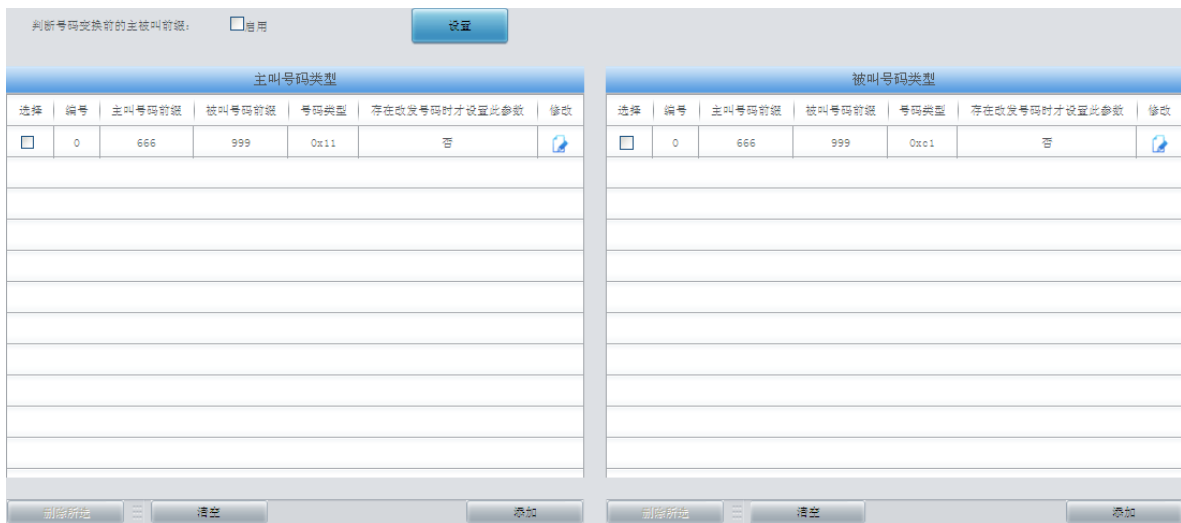 判断号码变换前的主被叫前缀： 启用 设置
主叫号码类型
选择 编号 主叫号码前缀 被叫号码前缀 号码类型 存在改发号码时才设置此参数 修改
0 666 999 0x11 否
删除所选 清空 添加
被叫号码类型
选择 编号 主叫号码前缀 被叫号码前缀 号码类型 存在改发号码时才设置此参数 修改
0 666 999 0xc1 否
删除所选 清空 添加